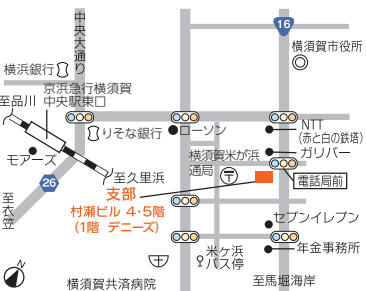 中央大通り
16
横須賀市役所
横浜銀行
京浜急行横須賀
中央駅東口
至品川
りそな銀行
ローソン
NTT
(赤と白の鉄塔)
ガリバー
モアーズ
横須賀米が浜
通局
至久里浜
電話局前
26
支部
村瀬ビル 4・5階
(1階 デニーズ)
至衣笠
セブンイレブン
米ヶ浜
バス停
年金事務所
N
横須賀共済病院
至馬堀海岸